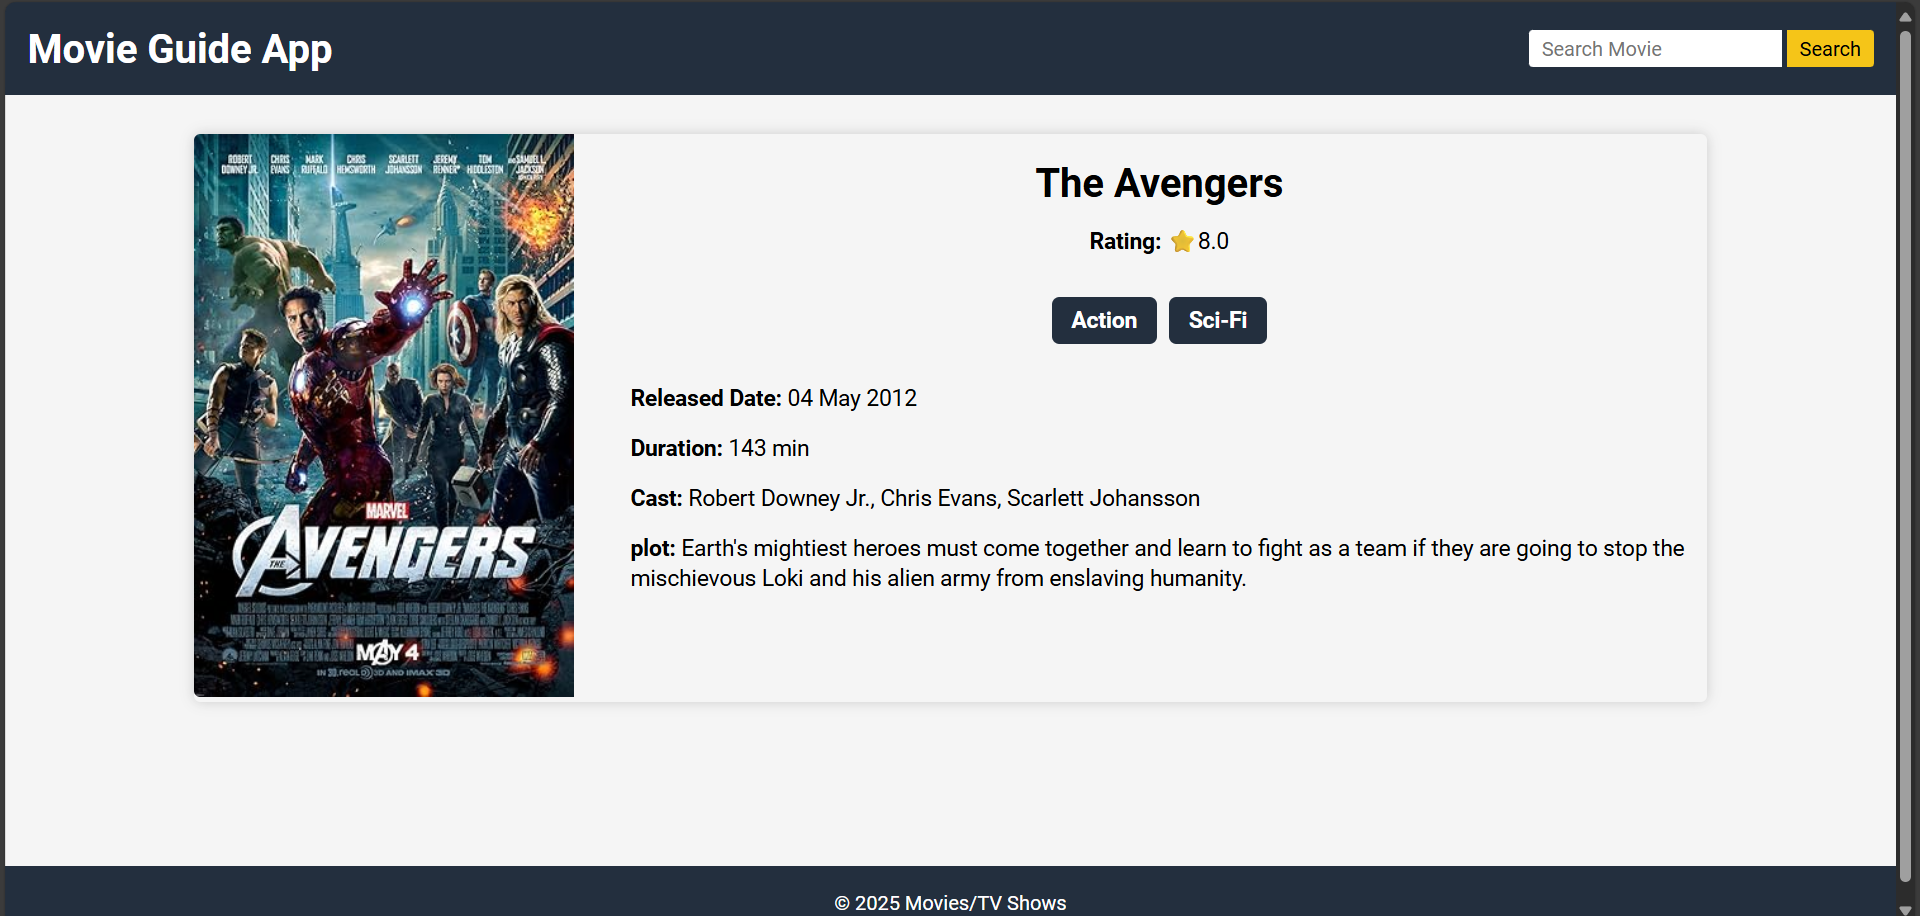 Movie Guide App
Search Movie
Search
ROBERT DOWNEY JR.
CHRIS EVANS
MARK RUFFALO
CHRIS HEMSWORTH
SCARLETT JOHANSSON
JEREMY RENNER
TOM HIDDLESTON
AND SAMUEL L. JACKSON
MARVEL
THE AVENGERS
MAY 4
IN REAL D 3D AND IMAX 3D
The Avengers
Rating: ⭐8.0
Action
Sci-Fi
Released Date: 04 May 2012
Duration: 143 min
Cast: Robert Downey Jr., Chris Evans, Scarlett Johansson
plot: Earth's mightiest heroes must come together and learn to fight as a team if they are going to stop the
mischievous Loki and his alien army from enslaving humanity.
© 2025 Movies/TV Shows